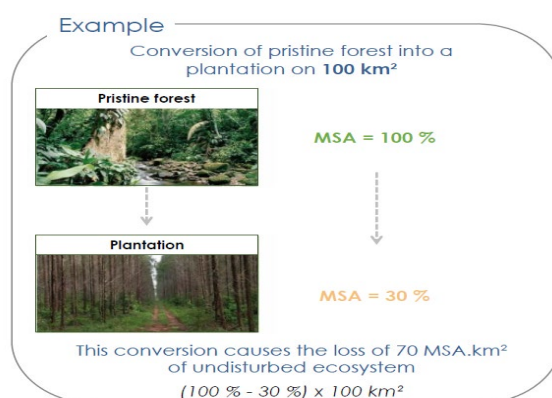 Example
Conversion of pristine forest into a
plantation on 100 km²
Pristine forest
MSA = 100 %
Plantation
MSA = 30 %
This conversion causes the loss of 70 MSA.km²
of undisturbed ecosystem
(100 % - 30 %) x 100 km²